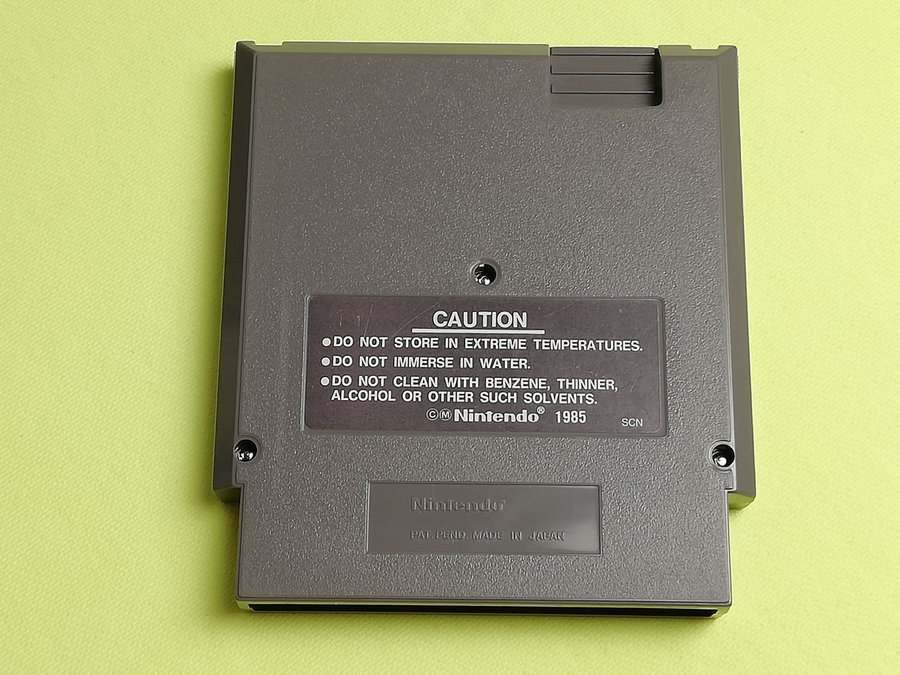 CAUTION
●DO NOT STORE IN EXTREME TEMPERATURES.
●DO NOT IMMERSE IN WATER.
●DO NOT CLEAN WITH BENZENE, THINNER,
ALCOHOL OR OTHER SUCH SOLVENTS.
ⒸⓂNintendo® 1985
SCN
Nintendo®
PAT. PEND. MADE IN JAPAN